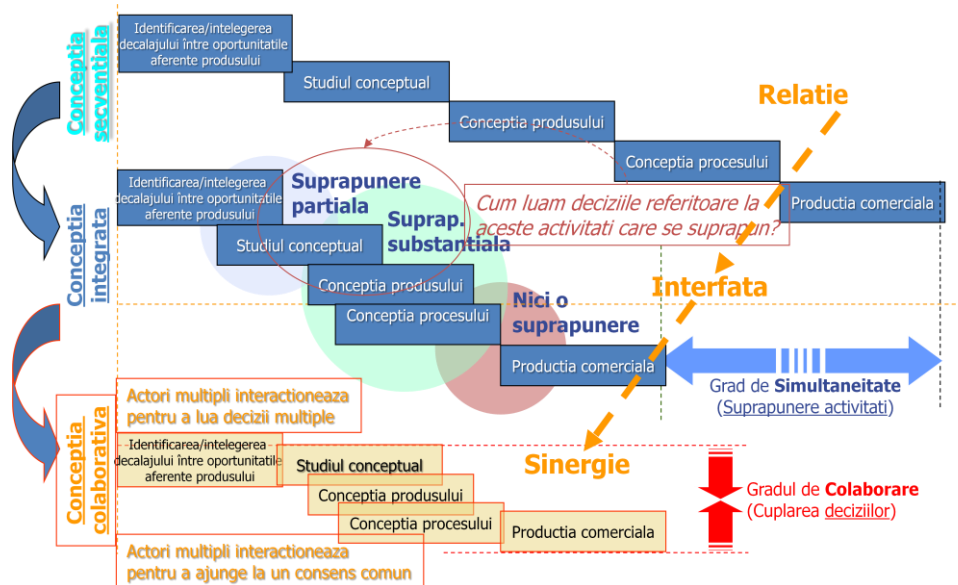 Conceptia
secventiala
Identificarea/intelegerea
decalajului între oportunitatile
aferente produsului
Studiul conceptual
Conceptia produsului
Conceptia procesului
Productia comerciala
Relatie
Conceptia
integrata
Identificarea/intelegerea
decalajului între oportunitatile
aferente produsului
Suprapunere
partiala
Studiul conceptual
Suprap.
substantiala
Cum luam deciziile referitoare la
aceste activitati care se suprapun?
Conceptia produsului
Conceptia procesului
Nici o
suprapunere
Productia comerciala
Interfata
Grad de Simultaneitate
(Suprapunere activitati)
Conceptia
colaborativa
Actori multipli interactioneaza
pentru a lua decizii multiple
Identificarea/intelegerea
decalajului între oportunitatile
aferente produsului
Studiul conceptual
Conceptia produsului
Conceptia procesului
Productia comerciala
Sinergie
Gradul de Colaborare
(Cuplarea deciziilor)
Actori multipli interactioneaza
pentru a ajunge la un consens comun